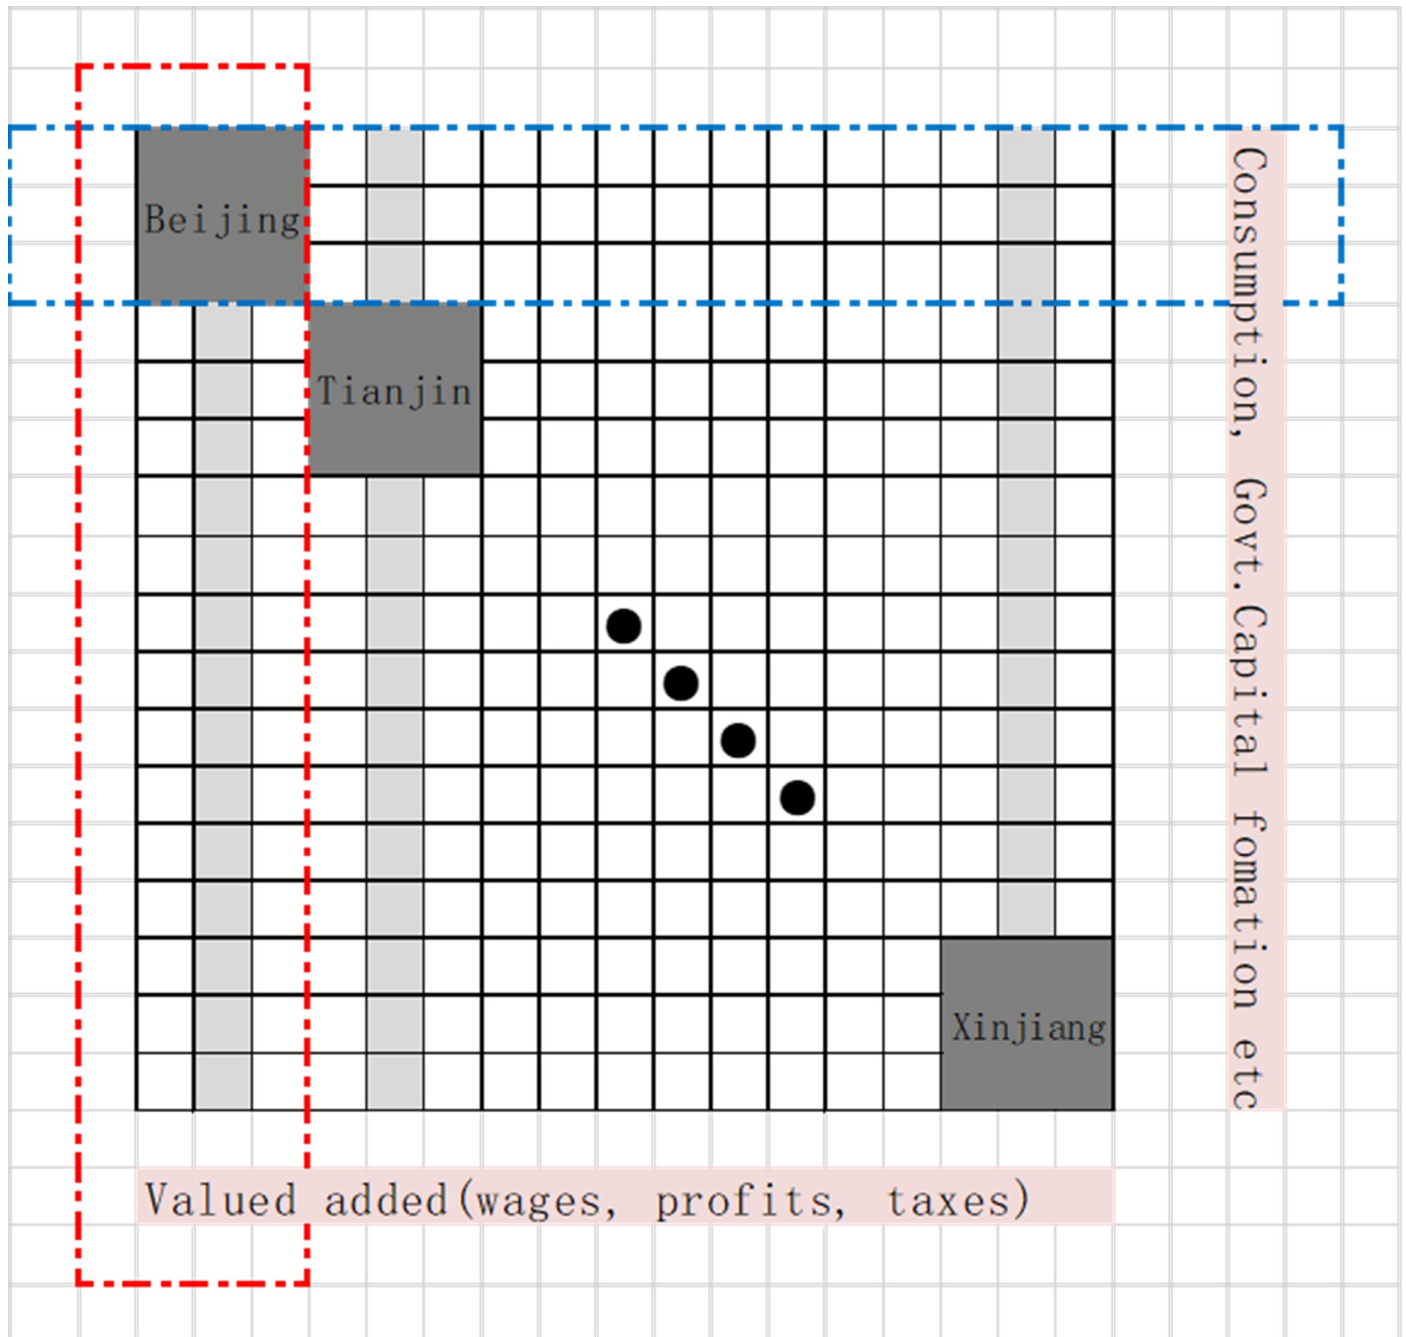 Beijing
Tianjin
Xinjiang
Consumption, Govt.Capital fomation etc
Valued added(wages, profits, taxes)